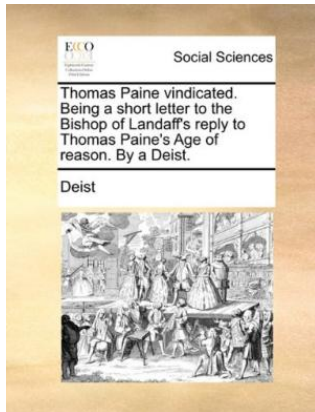 ECCO
Social Sciences
Thomas Paine vindicated.
Being a short letter to the
Bishop of Landaff's reply to
Thomas Paine's Age of
reason. By a Deist.
Deist